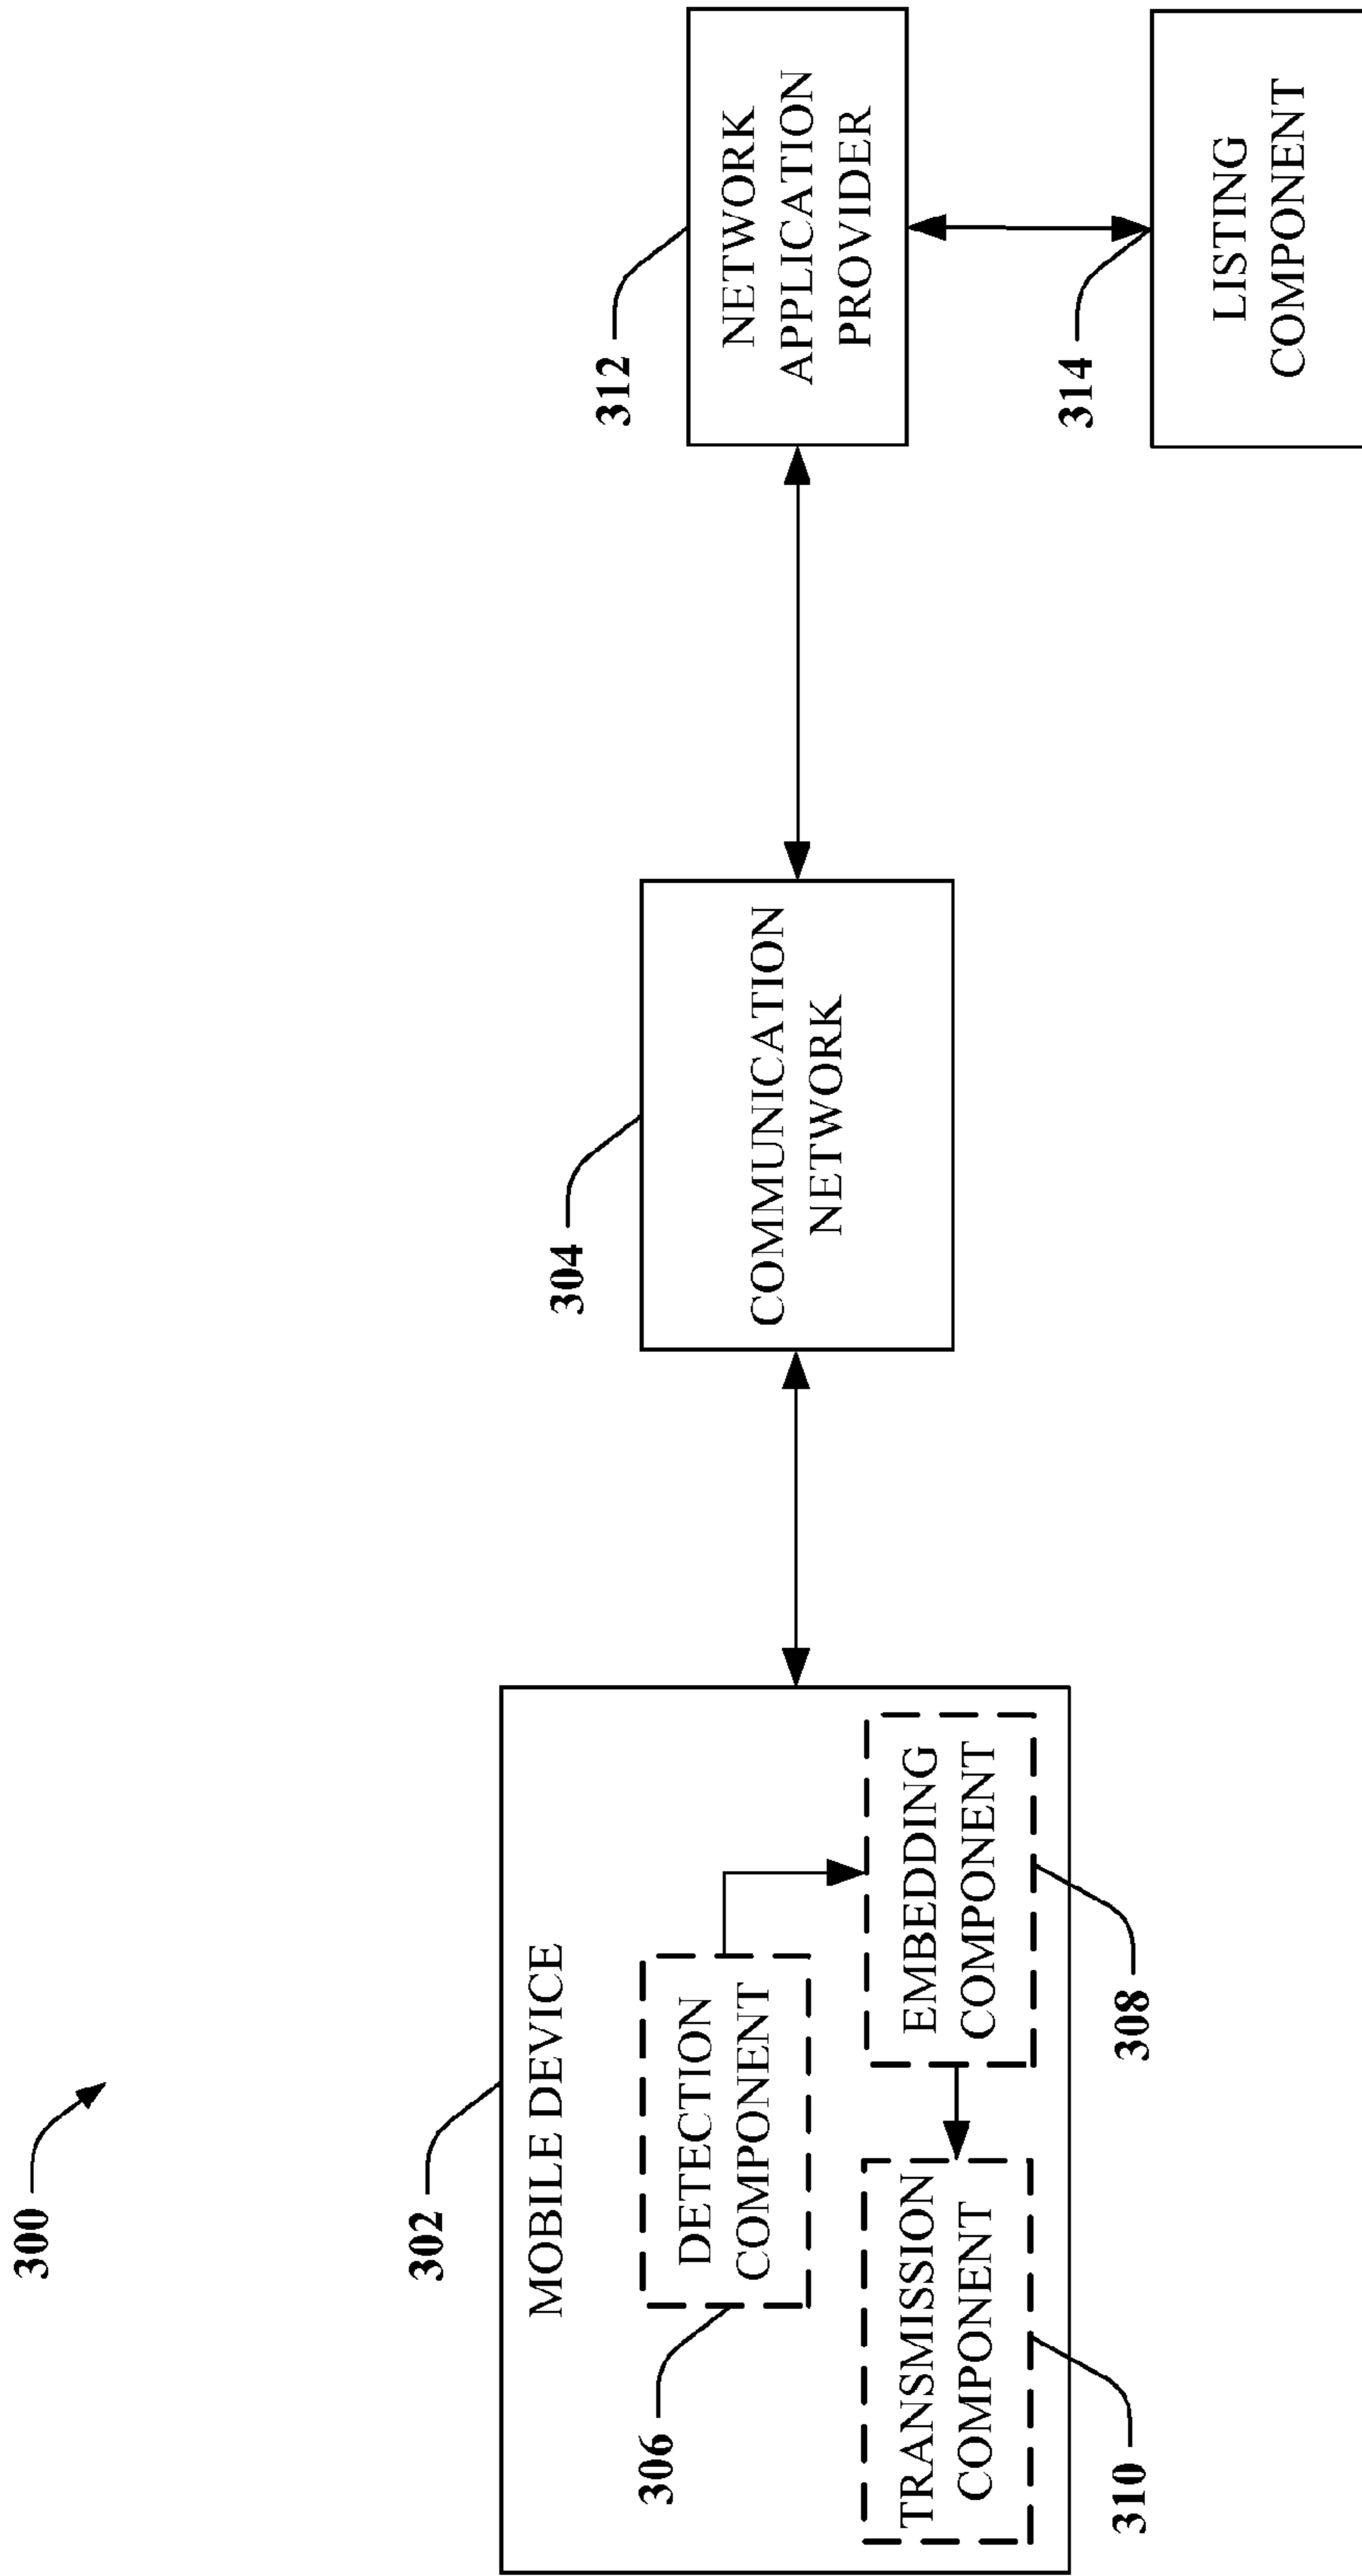 300
302
MOBILE DEVICE
306
DETECTION
COMPONENT
TRANSMISSION
COMPONENT
310
EMBEDDING
COMPONENT
308
304
COMMUNICATION
NETWORK
312
NETWORK
APPLICATION
PROVIDER
314
LISTING
COMPONENT